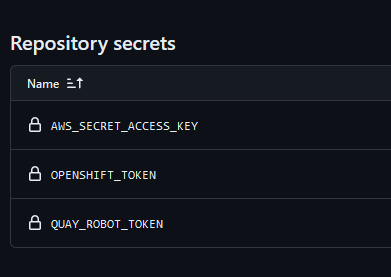 Repository secrets
Name
AWS_SECRET_ACCESS_KEY
OPENSHIFT_TOKEN
QUAY_ROBOT_TOKEN